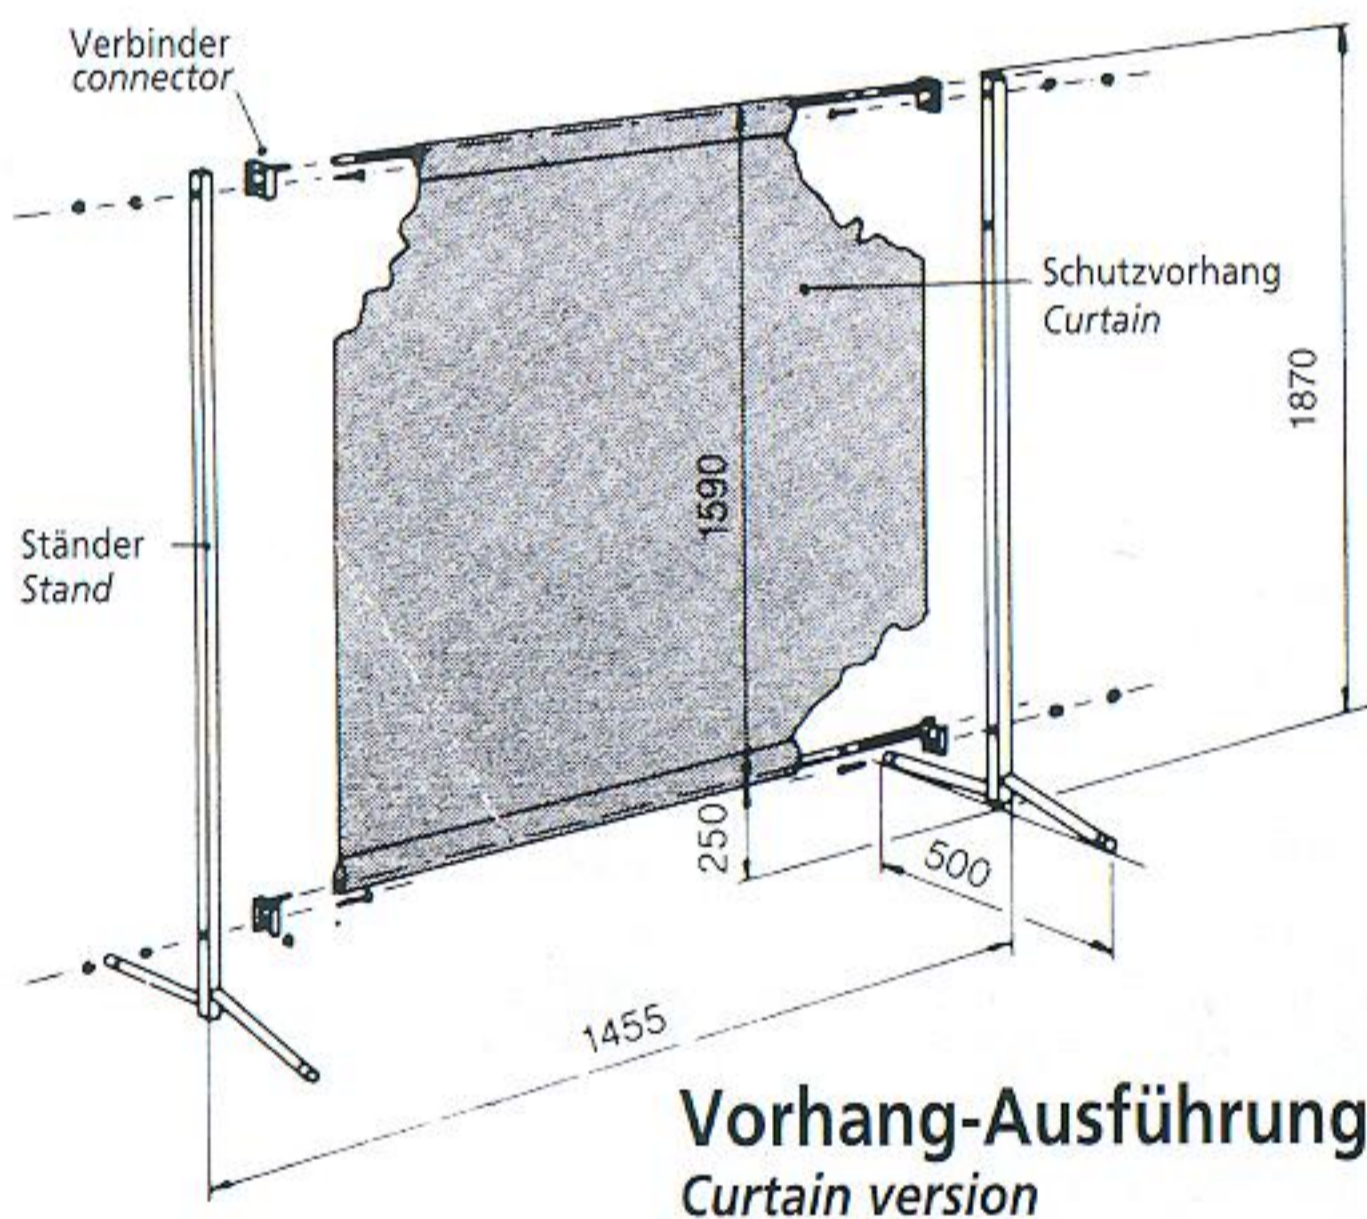 Verbinder
connector
Schutzvorhang
Curtain
1870
1590
Ständer
Stand
250
500
1455
Vorhang-Ausführung
Curtain version